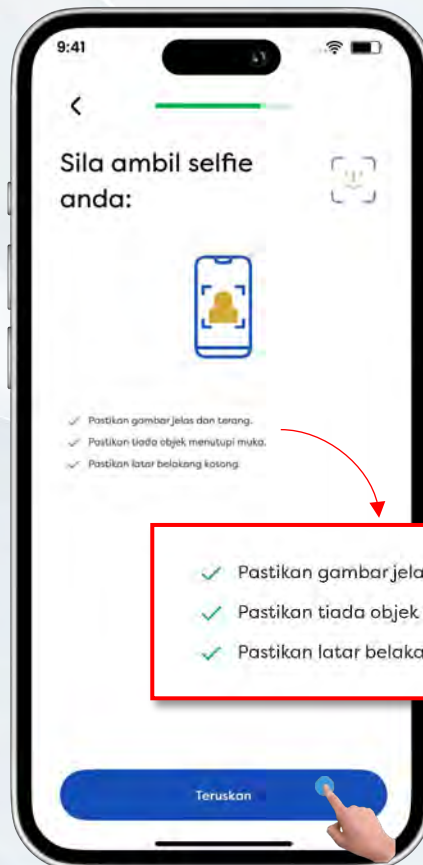 9:41
Sila ambil selfie
anda:
Pastikan gambar jelas dan terang.
Pastikan tiada objek menutupi muka.
Pastikan latar belakang kosong.
Pastikan gambar jela
Pastikan tiada objek
Pastikan latar belaka
Teruskan